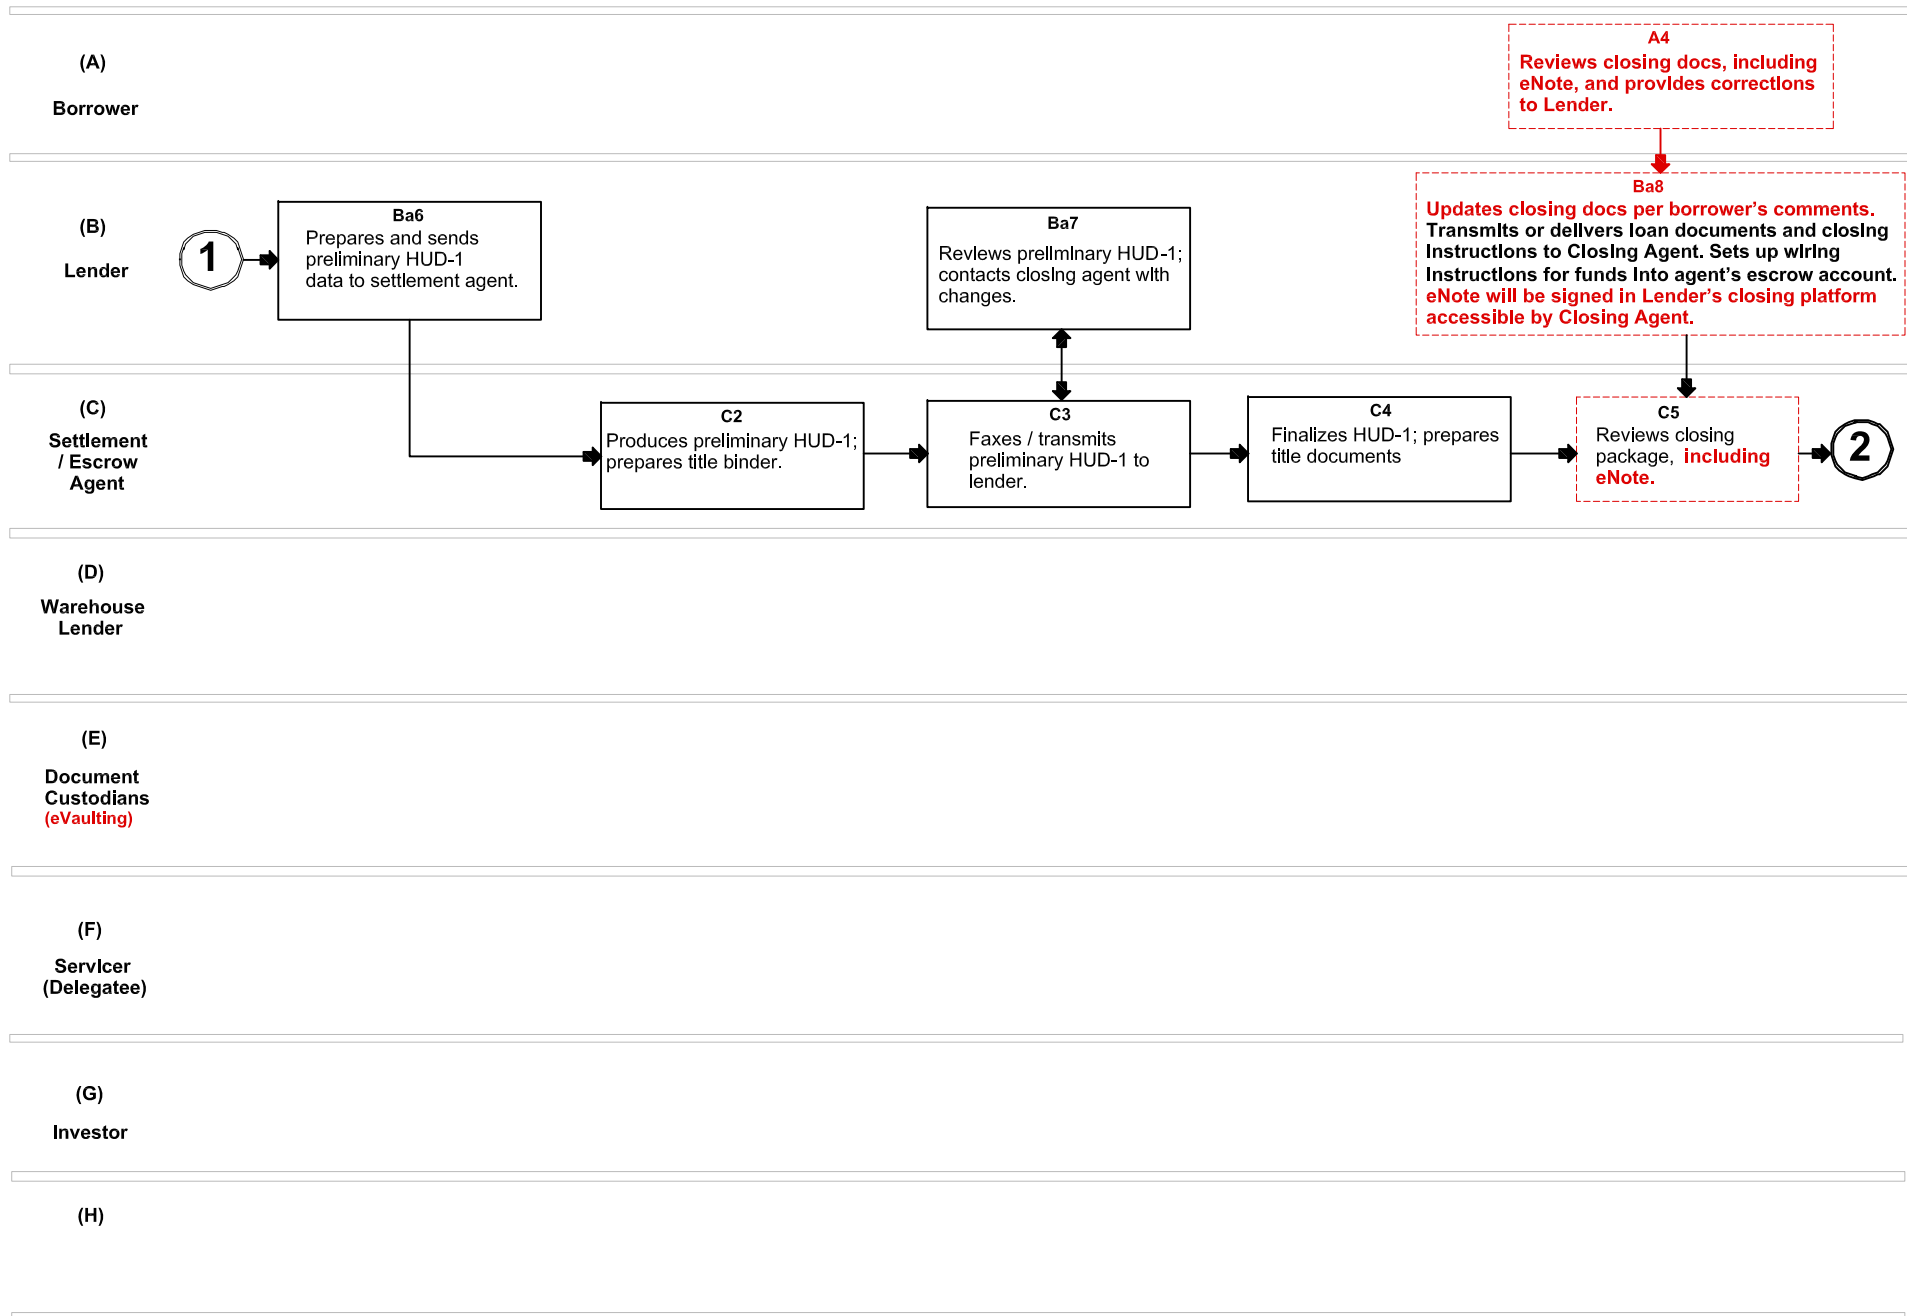 (A)
Borrower
A4
Reviews closing docs, including
eNote, and provides corrections
to Lender.
(B)
Lender
1
Ba6
Prepares and sends
preliminary HUD-1
data to settlement agent.
Ba7
Reviews preliminary HUD-1;
contacts closing agent with
changes.
Ba8
Updates closing docs per borrower's comments.
Transmits or delivers loan documents and closing
Instructions to Closing Agent. Sets up wiring
Instructions for funds Into agent's escrow account.
eNote will be signed in Lender's closing platform
accessible by Closing Agent.
(C)
Settlement
/ Escrow
Agent
C2
Produces preliminary HUD-1;
prepares title binder.
C3
Faxes / transmits
preliminary HUD-1 to
lender.
C4
Finalizes HUD-1; prepares
title documents
C5
Reviews closing
package, including
eNote.
2
(D)
Warehouse
Lender
(E)
Document
Custodians
(eVaulting)
(F)
Servicer
(Delegatee)
(G)
Investor
(H)